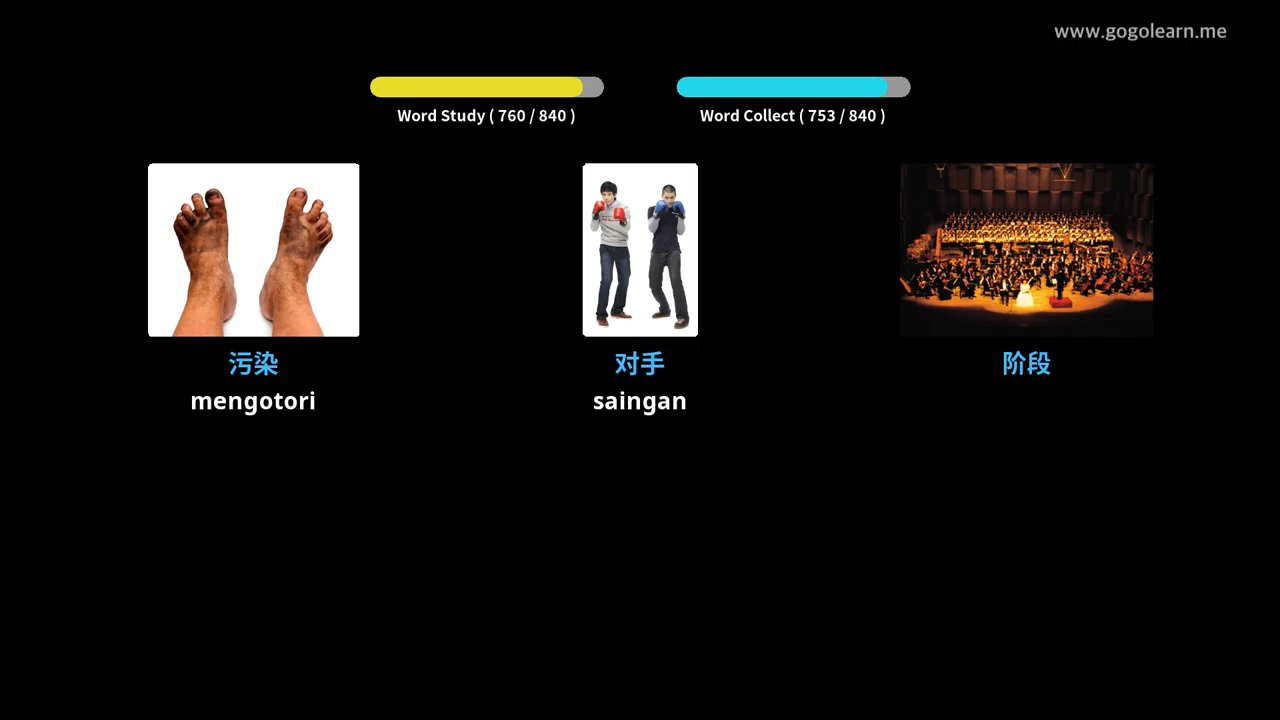 www.gogolearn.me
Word Study ( 760 / 840 )
Word Collect ( 753 / 840 )
污染
对手
阶段
mengotori
saingan